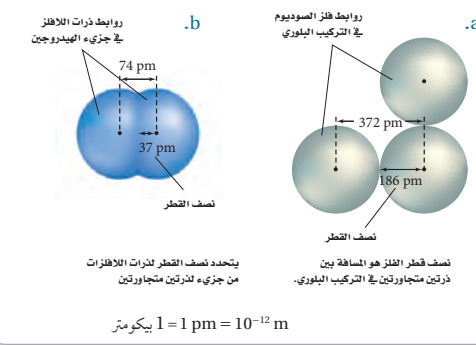 a.
روابط فلز الصوديوم
في التركيب البلوري
372 pm
186 pm
نصف القطر
نصف قطر الفلز هو المسافة بين
ذرتين متجاورتين في التركيب البلوري.
b.
روابط ذرات اللافلز
في جزيء الهيدروجين
74 pm
37 pm
نصف القطر
يتحدد نصف القطر لذرات اللافلزات
من جزيء لذرتين متجاورتين
1 بيكومتر = 1 pm = 10⁻¹² m